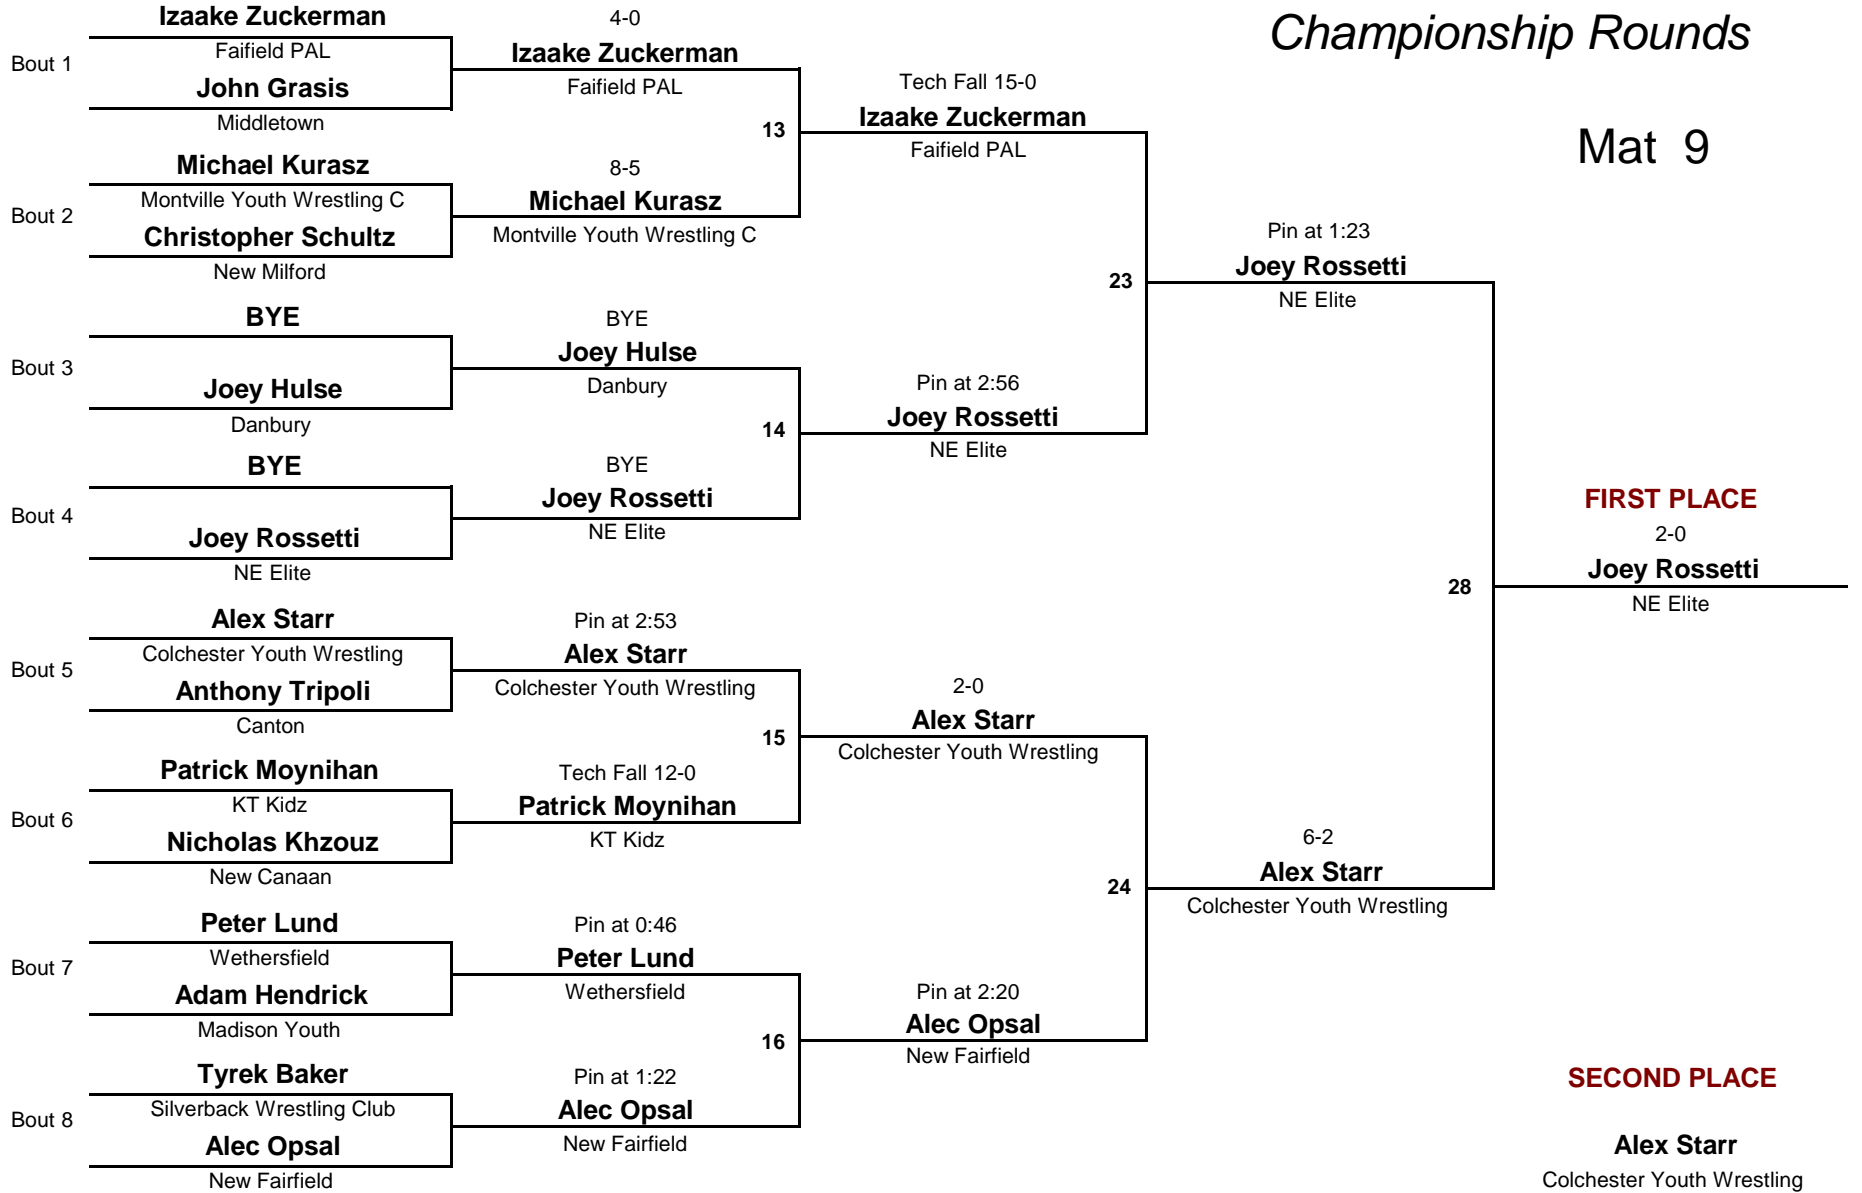 Championship Rounds
Mat 9
Bout 1
Izaake Zuckerman
Faifield PAL
John Grasis
Middletown
Bout 2
Michael Kurasz
Montville Youth Wrestling C
Christopher Schultz
New Milford
Bout 3
BYE
Joey Hulse
Danbury
Bout 4
BYE
Joey Rossetti
NE Elite
Bout 5
Alex Starr
Colchester Youth Wrestling
Anthony Tripoli
Canton
Bout 6
Patrick Moynihan
KT Kidz
Nicholas Khzouz
New Canaan
Bout 7
Peter Lund
Wethersfield
Adam Hendrick
Madison Youth
Bout 8
Tyrek Baker
Silverback Wrestling Club
Alec Opsal
New Fairfield
4-0
Izaake Zuckerman
Faifield PAL
13
8-5
Michael Kurasz
Montville Youth Wrestling C
BYE
Joey Hulse
Danbury
14
BYE
Joey Rossetti
NE Elite
Pin at 2:53
Alex Starr
Colchester Youth Wrestling
15
Tech Fall 12-0
Patrick Moynihan
KT Kidz
Pin at 0:46
Peter Lund
Wethersfield
16
Pin at 1:22
Alec Opsal
New Fairfield
Tech Fall 15-0
Izaake Zuckerman
Faifield PAL
23
Pin at 2:56
Joey Rossetti
NE Elite
2-0
Alex Starr
Colchester Youth Wrestling
24
Pin at 2:20
Alec Opsal
New Fairfield
Pin at 1:23
Joey Rossetti
NE Elite
28
6-2
Alex Starr
Colchester Youth Wrestling
FIRST PLACE
2-0
Joey Rossetti
NE Elite
SECOND PLACE
Alex Starr
Colchester Youth Wrestling